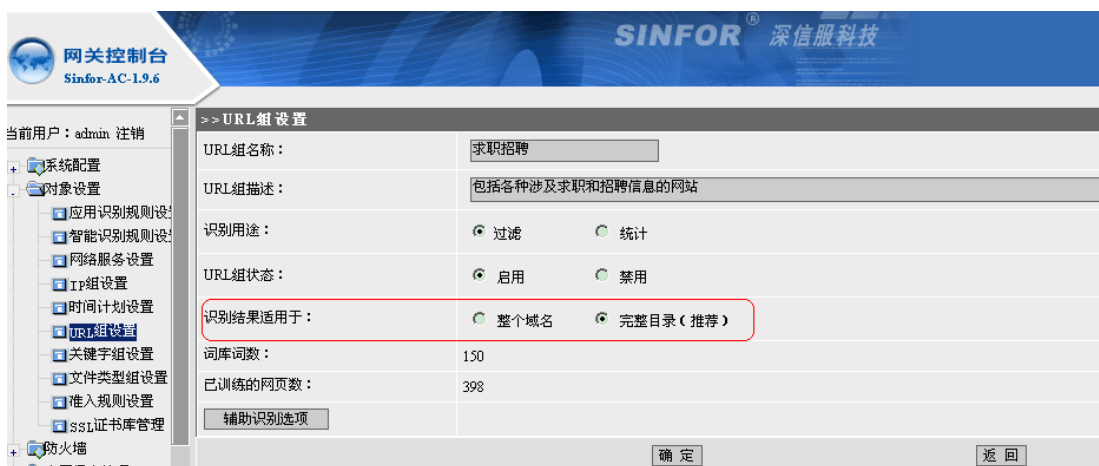 SINFOR® 深信服科技
网关控制台
Sinfor-AC-1.9.6
当前用户：admin 注销
系统配置
对象设置
应用识别规则设
智能识别规则设
网络服务设置
IP组设置
时间计划设置
URL组设置
关键字组设置
文件类型组设置
准入规则设置
SSL证书库管理
防火墙
>>URL组设置
URL组名称： 求职招聘
URL组描述： 包括各种涉及求职和招聘信息的网站
识别用途： 过滤 统计
URL组状态： 启用 禁用
识别结果适用于： 整个域名 完整目录(推荐)
词库词数： 150
已训练的网页数： 398
辅助识别选项
确定 返回